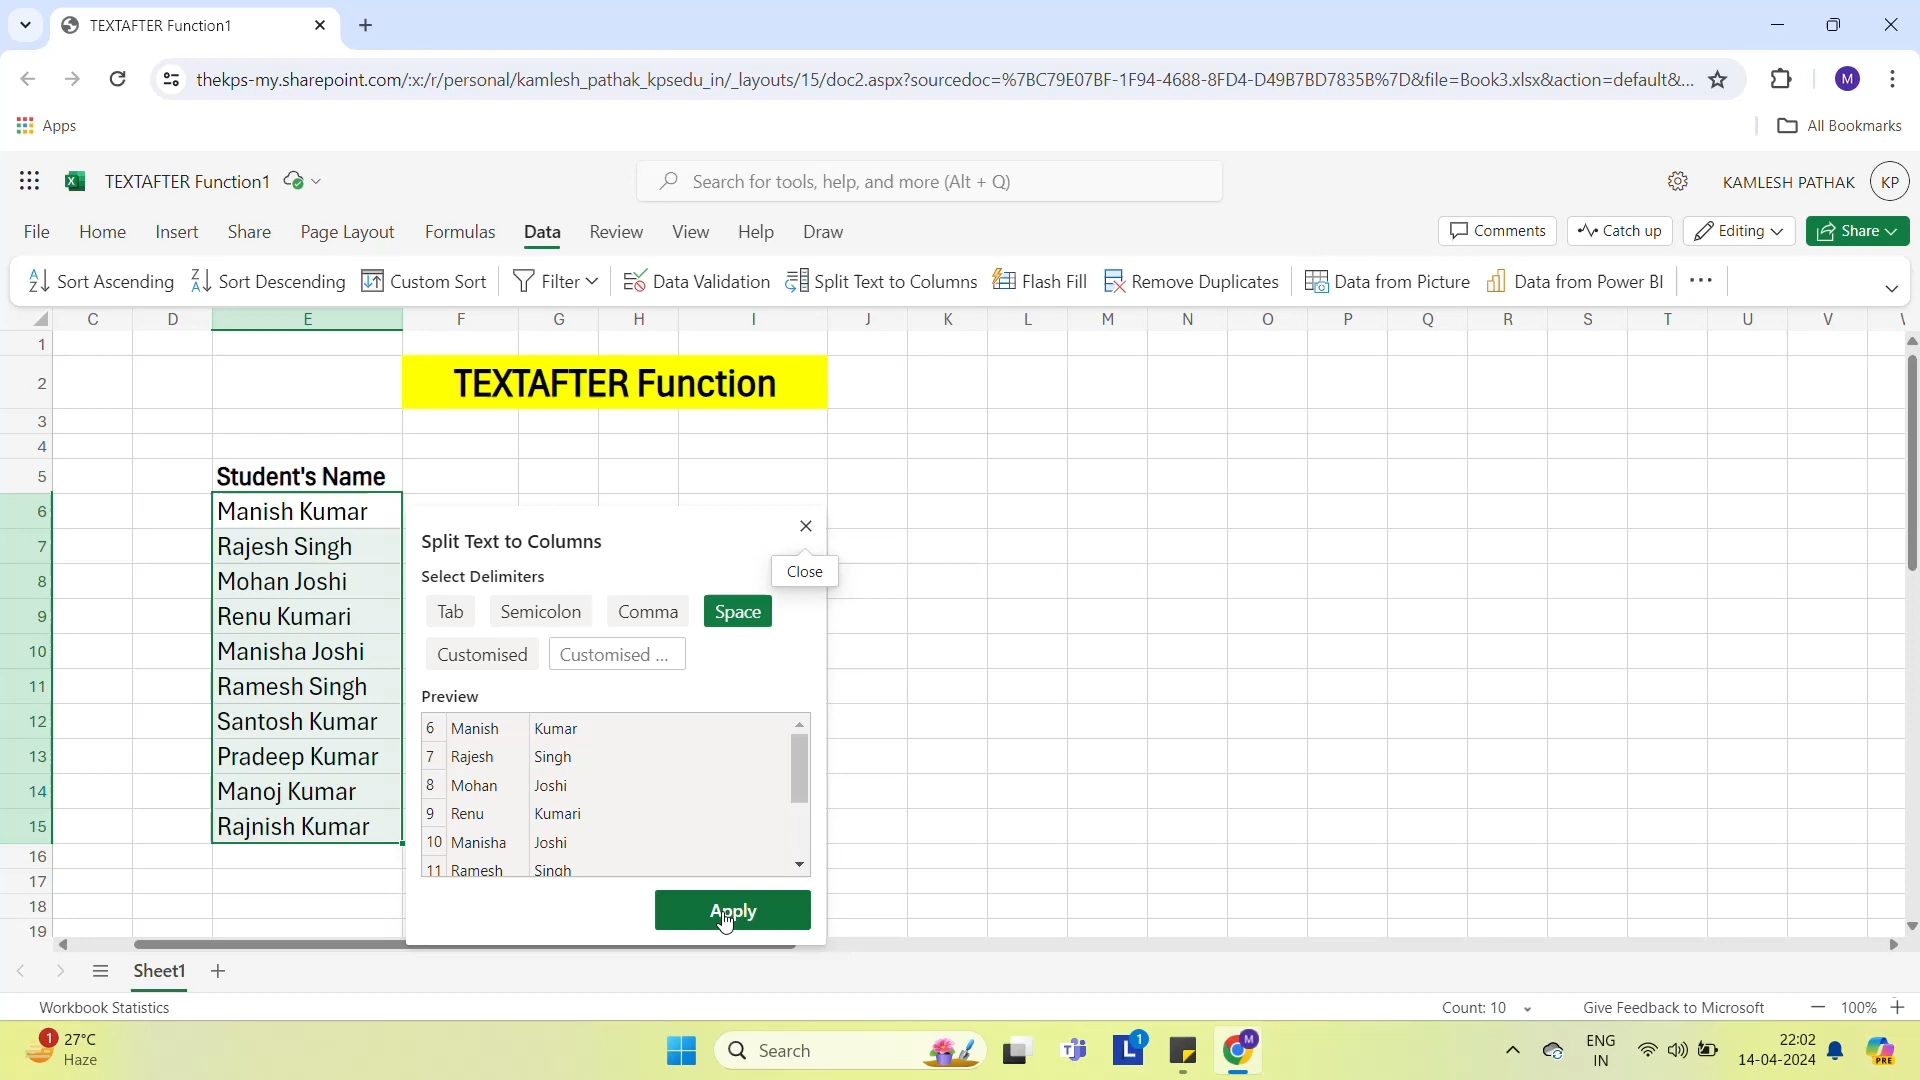 TEXTAFTER Function1
thekps-my.sharepoint.com/:x:/r/personal/kamlesh_pathak_kpsedu_in/_layouts/15/doc2.aspx?sourcedoc=%7BC79E07BF-1F94-4688-8FD4-D49B7BD7835B%7D&file=Book3.xlsx&action=default&... M
Apps All Bookmarks
TEXTAFTER Function1 Search for tools, help, and more (Alt + Q) KAMLESH PATHAK KP
File Home Insert Share Page Layout Formulas Data Review View Help Draw Comments Catch up Editing Share
Sort Ascending Sort Descending Custom Sort Filter Data Validation Split Text to Columns Flash Fill Remove Duplicates Data from Picture Data from Power BI ...
C D E F G H I J K L M N O P Q R S T U V
1
2 TEXTAFTER Function
3
4
5 Student's Name
6 Manish Kumar
7 Rajesh Singh
8 Mohan Joshi
9 Renu Kumari
10 Manisha Joshi
11 Ramesh Singh
12 Santosh Kumar
13 Pradeep Kumar
14 Manoj Kumar
15 Rajnish Kumar
16
17
18
19
Split Text to Columns
Close
Select Delimiters
Tab Semicolon Comma Space
Customised Customised ...
Preview
6 Manish Kumar
7 Rajesh Singh
8 Mohan Joshi
9 Renu Kumari
10 Manisha Joshi
11 Ramesh Singh
Apply
Sheet1
Workbook Statistics Count: 10 Give Feedback to Microsoft 100%
1 27°C
Haze
Search
L 1
M
ENG
IN
22:02
14-04-2024
PRE